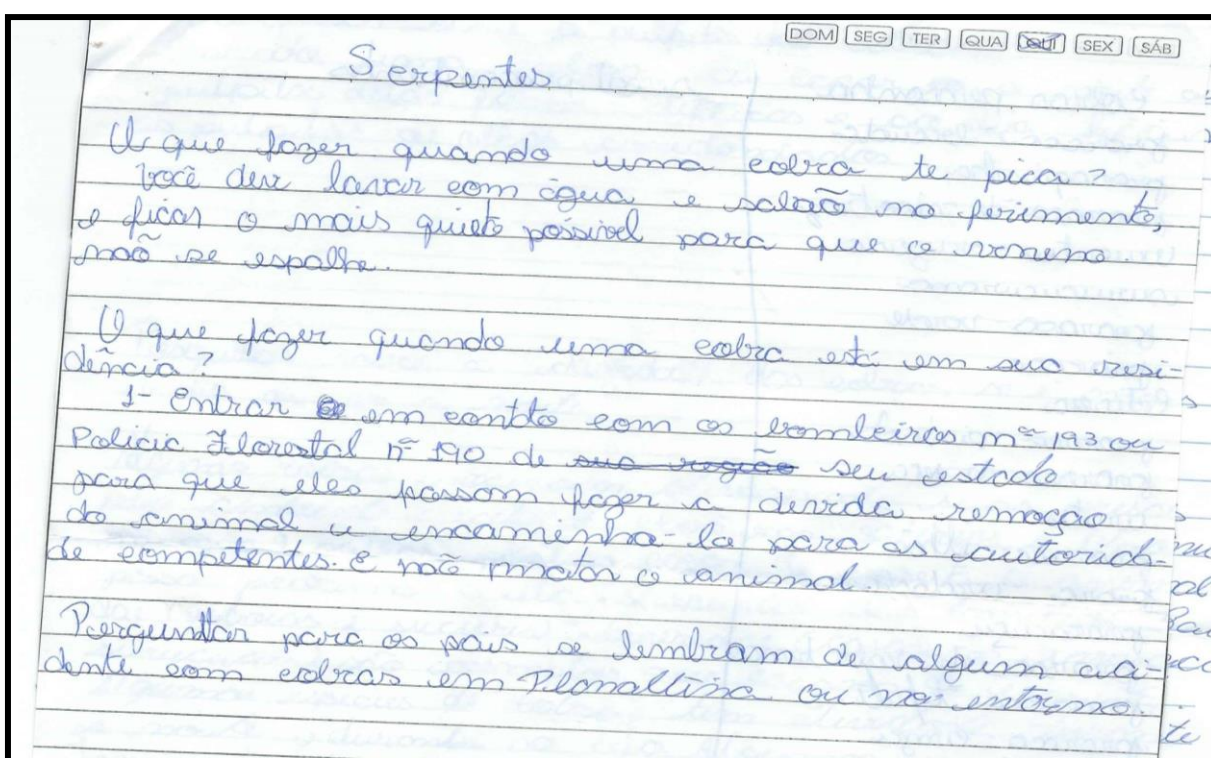 DOM SEG TER QUA QUI SEX SÁB
Serpentes
O que fazer quando uma cobra te pica?
Você deve lavar com água e sabão no ferimento,
e ficar o mais quieto possivel para que o veneno
não se espalhe.
O que fazer quando uma cobra está em sua resi-
dência?
1- Entrar em contto com os bombeiros nº 193 ou
Policia Florestal nº 190 de sua região seu estado
para que eles possam fazer a devida remoção
do animal e encaminha-la para as autorida-
de competentes. E não matar o animal.
Perguntar para os pais se lembram de algum aci-
dente com cobras em Planaltina ou no entorno.